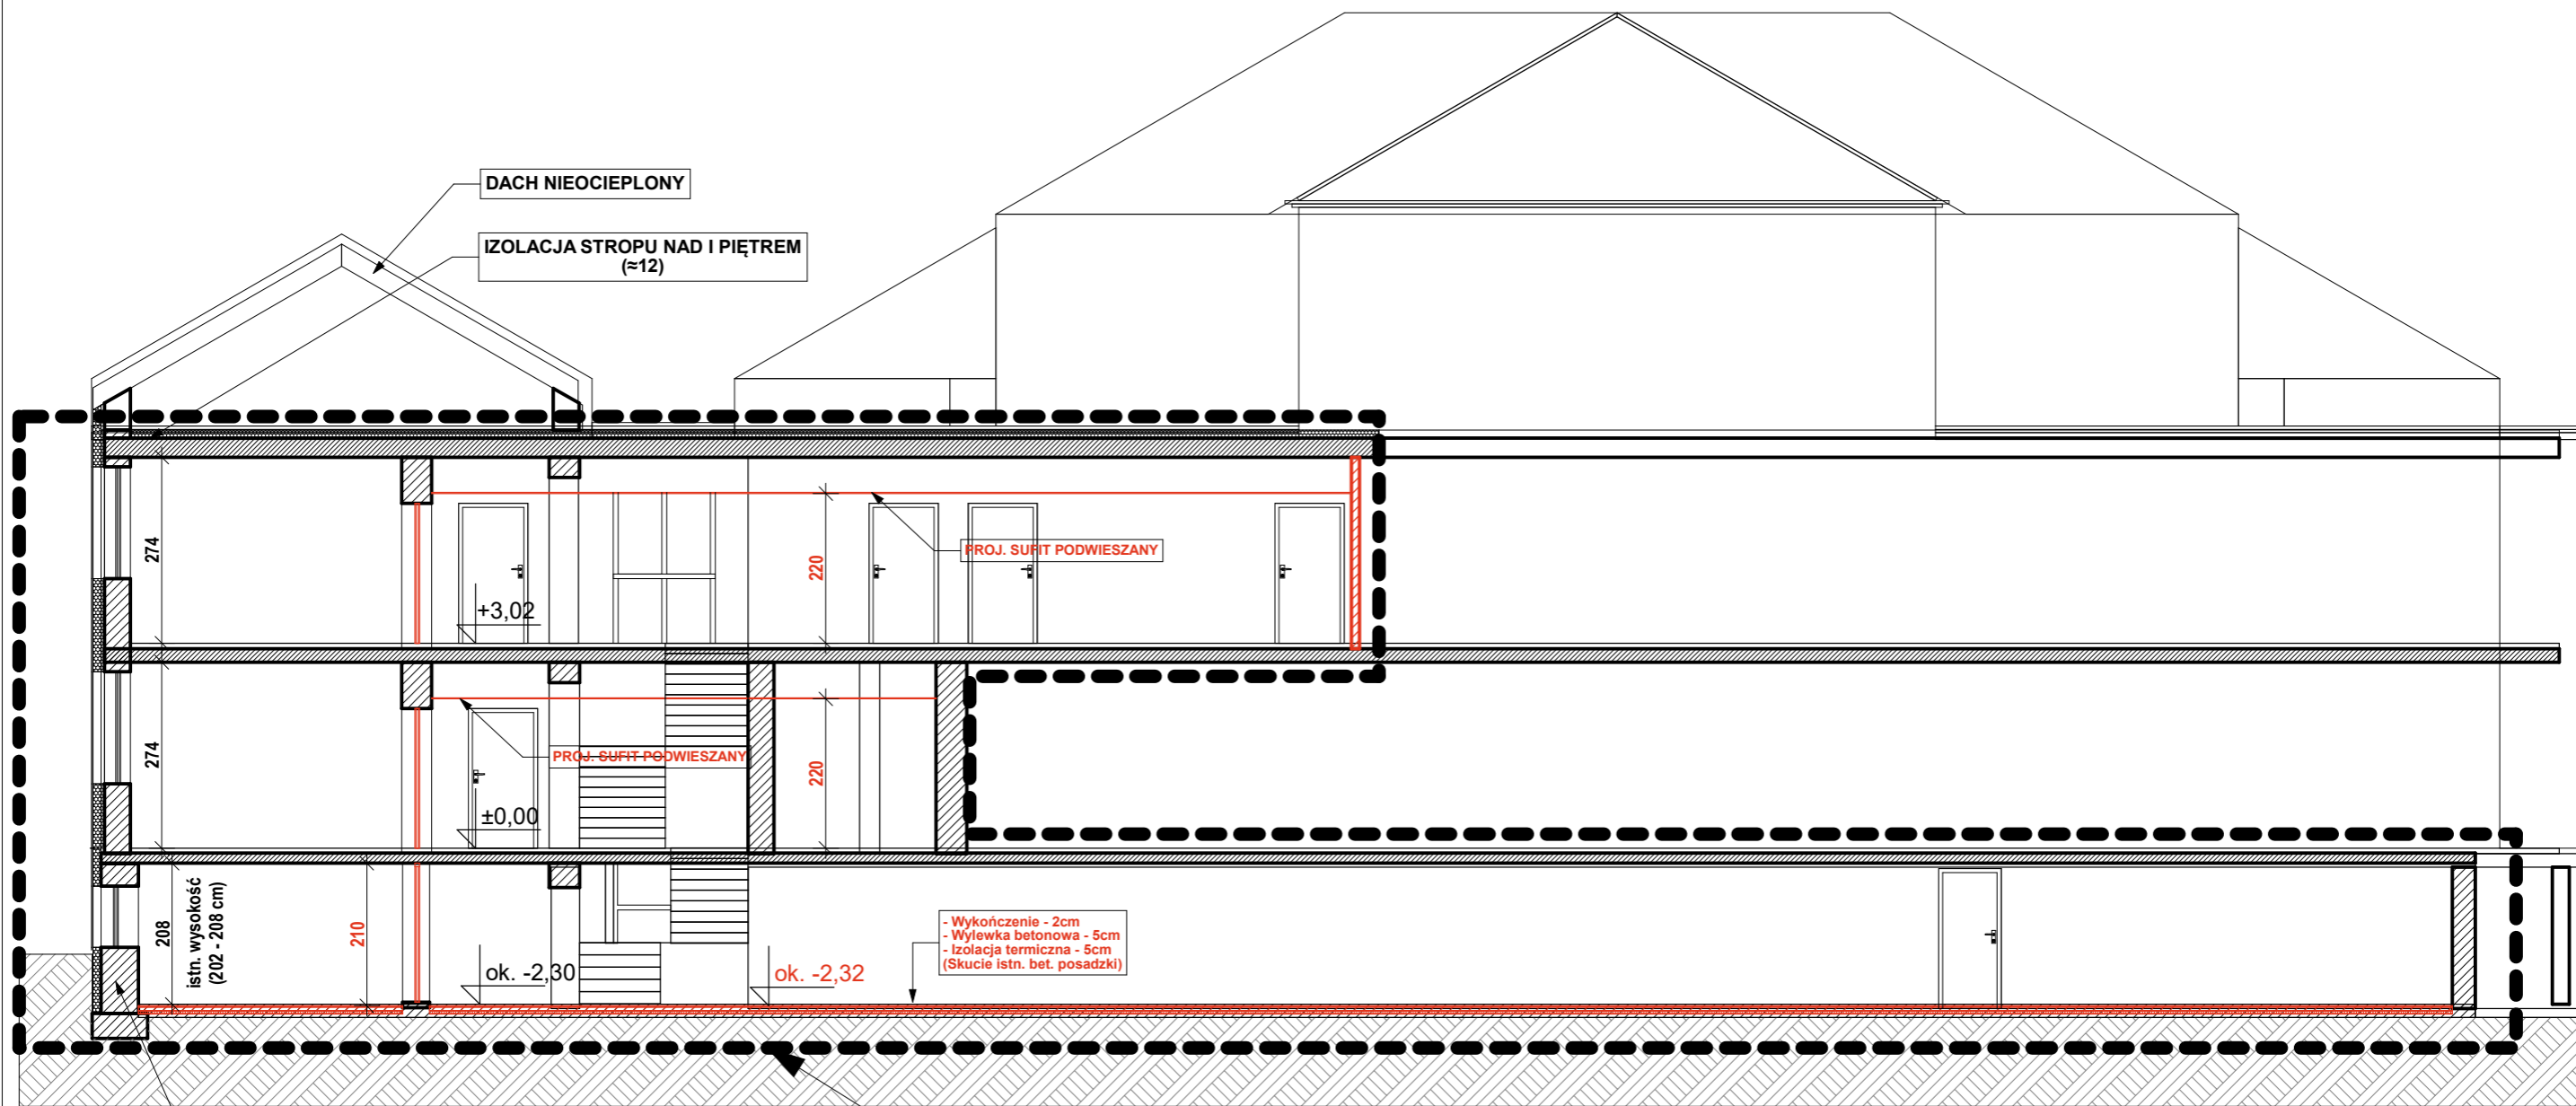 DACH NIEOCIEPLONY
IZOLACJA STROPU NAD I PIĘTREM
(≈12)
274
220
PROJ. SUFIT PODWIESZANY
+3,02
274
PROJ. SUFIT PODWIESZANY
220
±0,00
208
istn. wysokość
(202 - 208 cm)
210
ok. -2,30
ok. -2,32
- Wykończenie - 2cm
- Wylewka betonowa - 5cm
- Izolacja termiczna - 5cm
(Skucie istn. bet. posadzki)